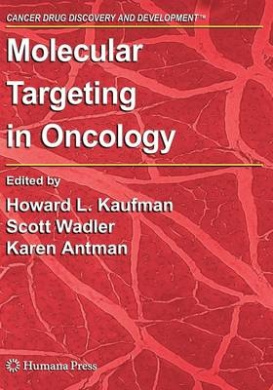 CANCER DRUG DISCOVERY AND DEVELOPMENT™
Molecular
Targeting
in Oncology
Edited by
Howard L. Kaufman
Scott Wadler
Karen Antman
Humana Press